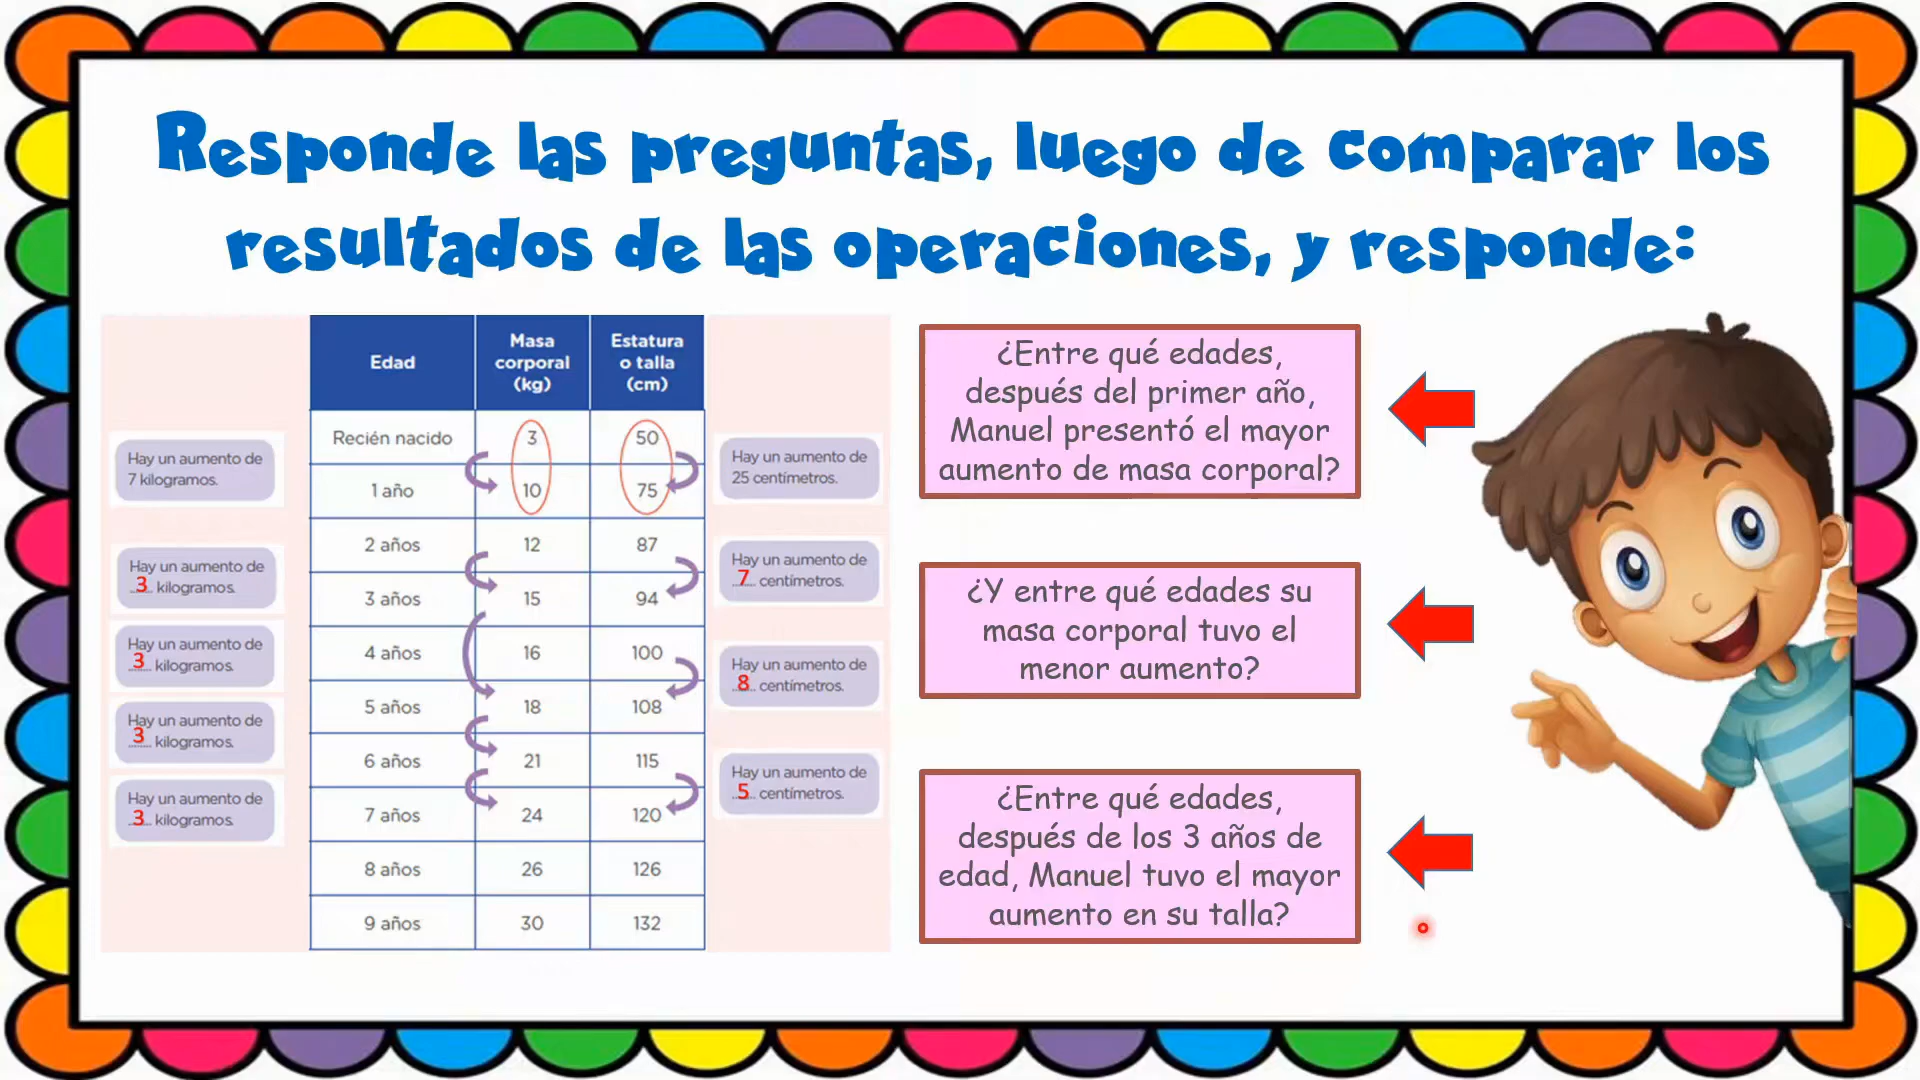 Responde las preguntas, luego de comparar los
resultados de las operaciones, y responde:
Edad
Masa
corporal
(kg)
Estatura
o talla
(cm)
Recién nacido 3 50
1 año 10 75
2 años 12 87
3 años 15 94
4 años 16 100
5 años 18 108
6 años 21 115
7 años 24 120
8 años 26 126
9 años 30 132
Hay un aumento de
7 kilogramos.
Hay un aumento de
3 kilogramos.
Hay un aumento de
3 kilogramos.
Hay un aumento de
3 kilogramos.
Hay un aumento de
3 kilogramos.
Hay un aumento de
25 centímetros.
Hay un aumento de
7 centímetros.
Hay un aumento de
8 centímetros.
Hay un aumento de
5 centímetros.
¿Entre qué edades,
después del primer año,
Manuel presentó el mayor
aumento de masa corporal?
¿Y entre qué edades su
masa corporal tuvo el
menor aumento?
¿Entre qué edades,
después de los 3 años de
edad, Manuel tuvo el mayor
aumento en su talla?